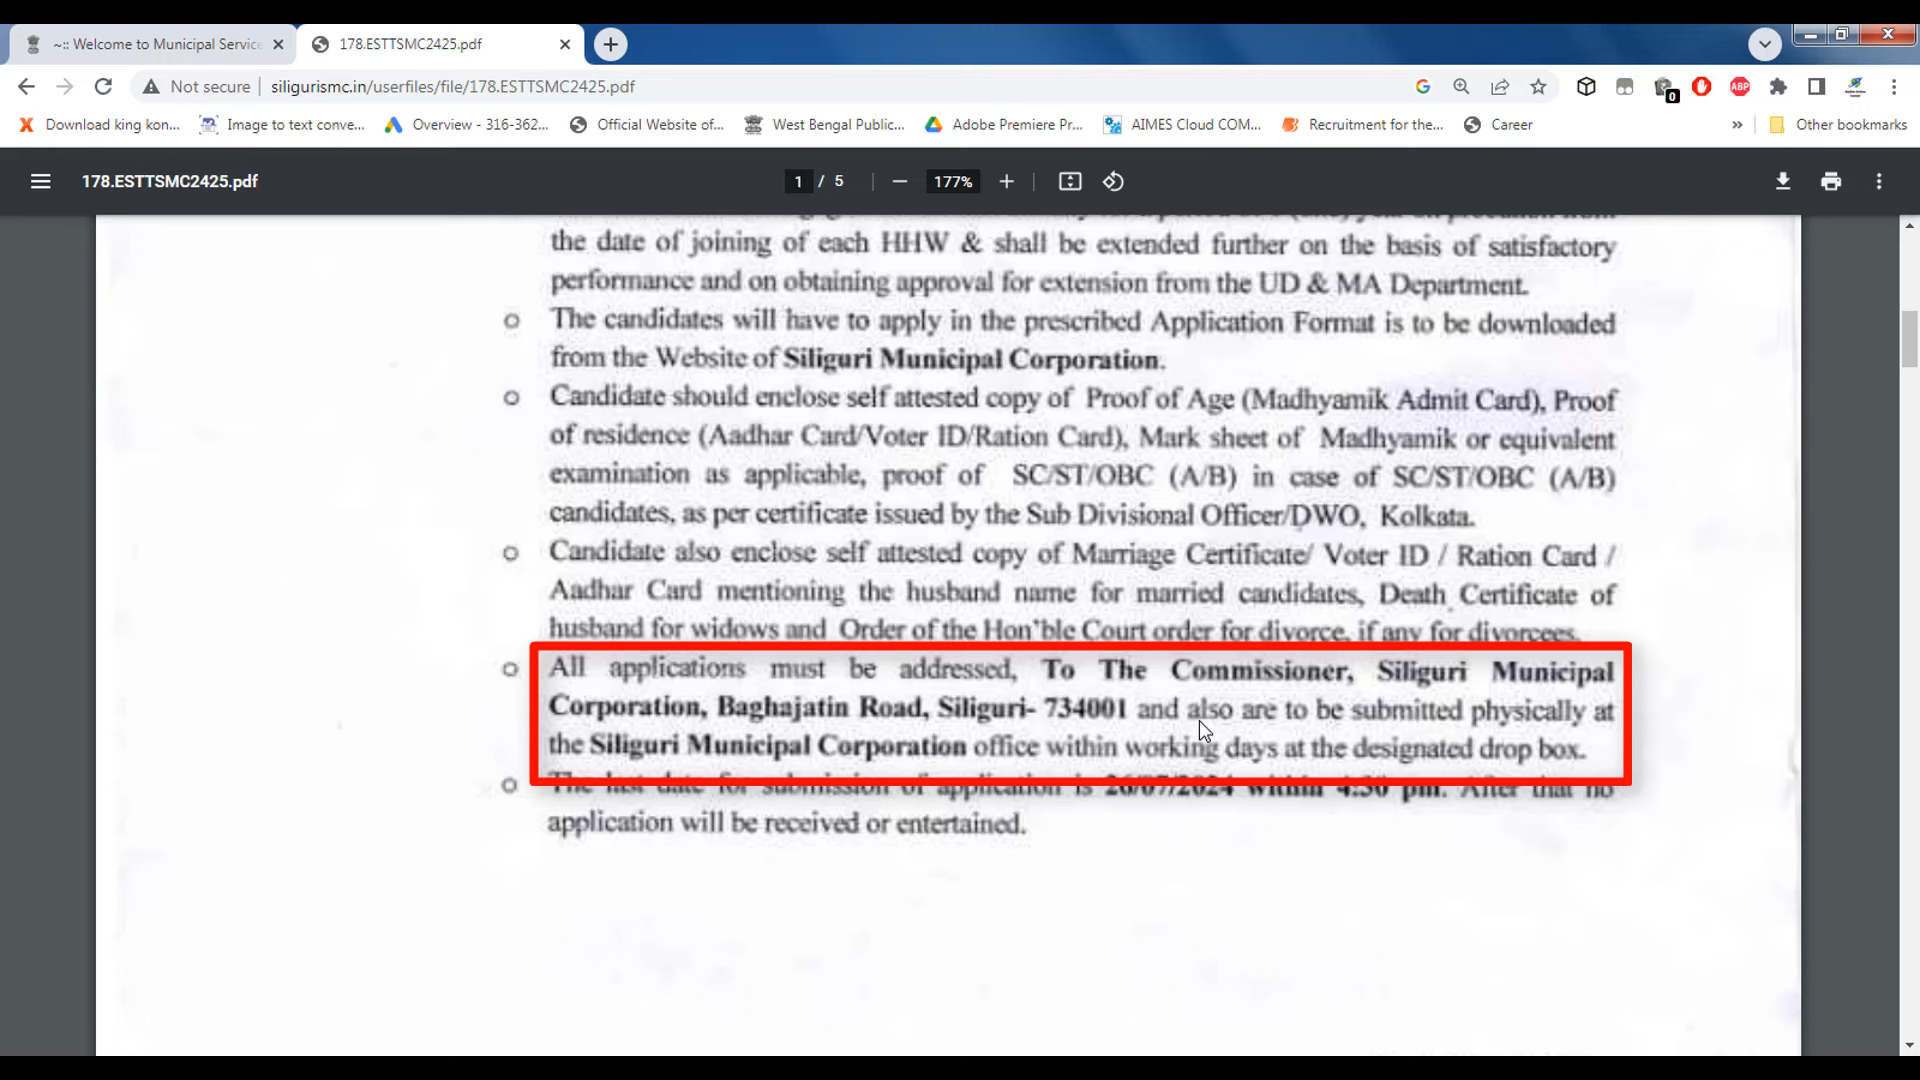 ~:: Welcome to Municipal Service
178.ESTTSMC2425.pdf
Not secure
siligurismc.in/userfiles/file/178.ESTTSMC2425.pdf
0
ABP
Download king kon...
Image to text conve...
Overview - 316-362...
Official Website of...
West Bengal Public...
Adobe Premiere Pr...
AIMES Cloud COM...
Recruitment for the...
Career
»
Other bookmarks
178.ESTTSMC2425.pdf
1 / 5
177%
the date of joining of each HHW & shall be extended further on the basis of satisfactory
performance and on obtaining approval for extension from the UD & MA Department.
The candidates will have to apply in the prescribed Application Format is to be downloaded
from the Website of Siliguri Municipal Corporation.
Candidate should enclose self attested copy of Proof of Age (Madhyamik Admit Card), Proof
of residence (Aadhar Card/Voter ID/Ration Card), Mark sheet of Madhyamik or equivalent
examination as applicable, proof of SC/ST/OBC (A/B) in case of SC/ST/OBC (A/B)
candidates, as per certificate issued by the Sub Divisional Officer/DWO, Kolkata.
Candidate also enclose self attested copy of Marriage Certificate/ Voter ID / Ration Card /
Aadhar Card mentioning the husband name for married candidates, Death Certificate of
husband for widows and Order of the Hon'ble Court order for divorce, if any for divorcees.
All applications must be addressed, To The Commissioner, Siliguri Municipal
Corporation, Baghajatin Road, Siliguri- 734001 and also are to be submitted physically at
the Siliguri Municipal Corporation office within working days at the designated drop box.
The last date for submission of application is 26/07/2024 within 4:30 pm. After that no
application will be received or entertained.